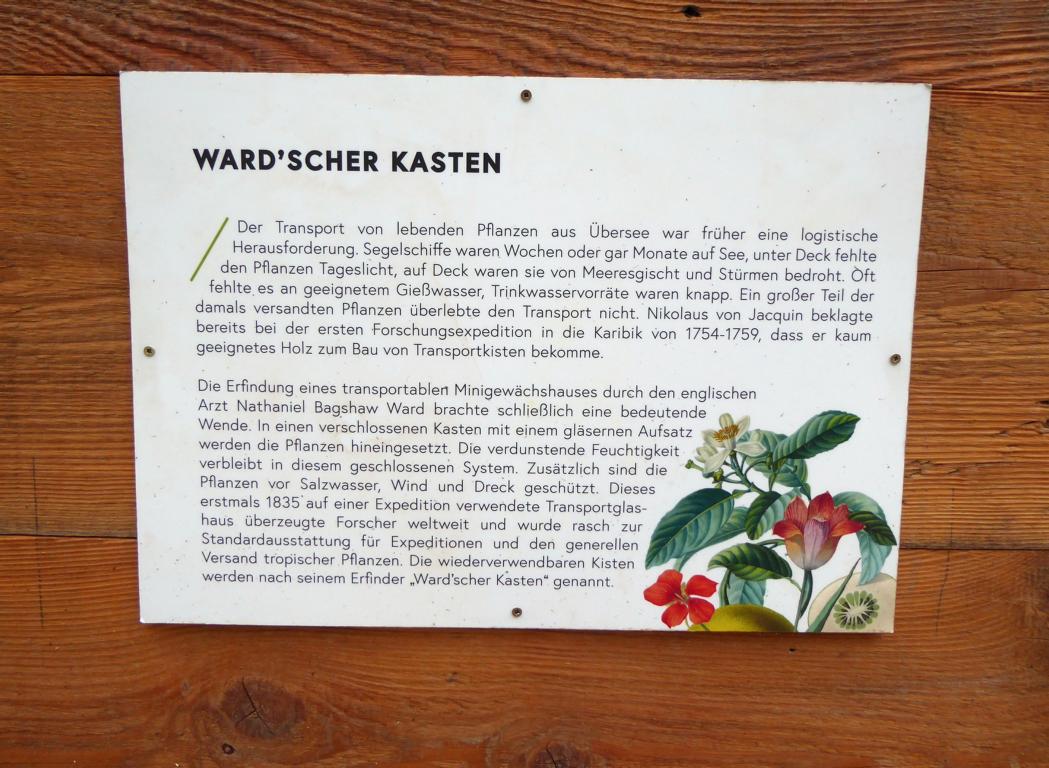 WARD'SCHER KASTEN
Der Transport von lebenden Pflanzen aus Übersee war früher eine logistische
Herausforderung. Segelschiffe waren Wochen oder gar Monate auf See, unter Deck fehlte
den Pflanzen Tageslicht, auf Deck waren sie von Meeresgischt und Stürmen bedroht. Oft
fehlte es an geeignetem Gießwasser, Trinkwasservorräte waren knapp. Ein großer Teil der
damals versandten Pflanzen überlebte den Transport nicht. Nikolaus von Jacquin beklagte
bereits bei der ersten Forschungsexpedition in die Karibik von 1754-1759, dass er kaum
geeignetes Holz zum Bau von Transportkisten bekomme.
Die Erfindung eines transportablen Minigewächshauses durch den englischen
Arzt Nathaniel Bagshaw Ward brachte schließlich eine bedeutende
Wende. In einen verschlossenen Kasten mit einem gläsernen Aufsatz
werden die Pflanzen hineingesetzt. Die verdunstende Feuchtigkeit
verbleibt in diesem geschlossenen System. Zusätzlich sind die
Pflanzen vor Salzwasser, Wind und Dreck geschützt. Dieses
erstmals 1835 auf einer Expedition verwendete Transportglas-
haus überzeugte Forscher weltweit und wurde rasch zur
Standardausstattung für Expeditionen und den generellen
Versand tropischer Pflanzen. Die wiederverwendbaren Kisten
werden nach seinem Erfinder „Ward'scher Kasten“ genannt.